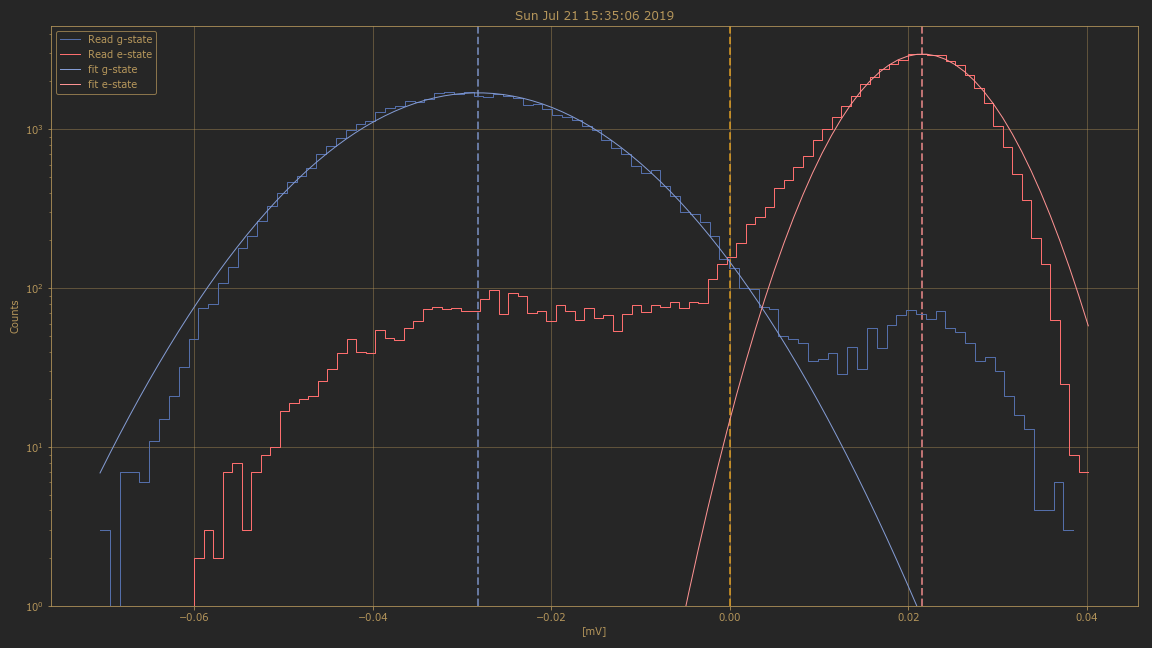 Sun Jul 21 15:35:06 2019
Read g-state
Read e-state
fit g-state
fit e-state
Counts
10³
10²
10¹
10⁰
−0.06
−0.04
−0.02
0.00
0.02
0.04
[mV]